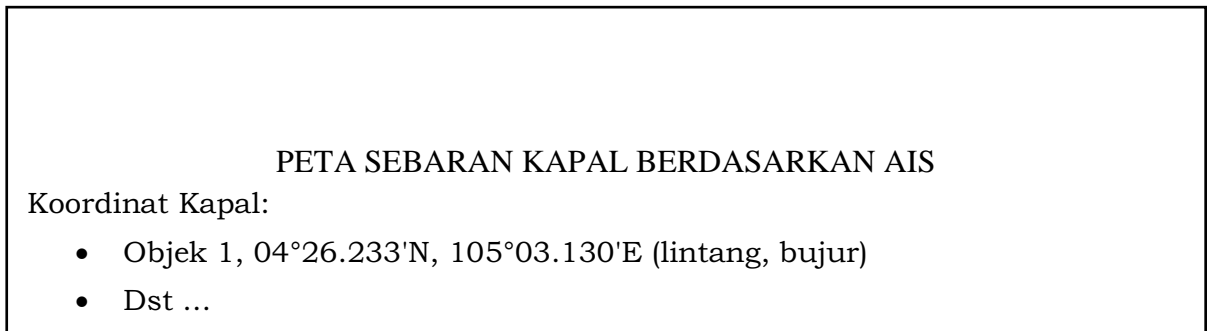 PETA SEBARAN KAPAL BERDASARKAN AIS
Koordinat Kapal:
• Objek 1, 04°26.233'N, 105°03.130'E (lintang, bujur)
• Dst …